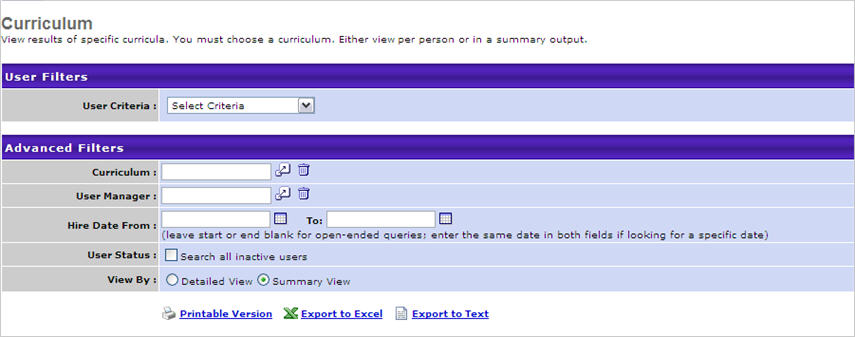 Curriculum
View results of specific curricula. You must choose a curriculum. Either view per person or in a summary output.
User Filters
User Criteria : Select Criteria
Advanced Filters
Curriculum :
User Manager :
Hire Date From : To:
(leave start or end blank for open-ended queries; enter the same date in both fields if looking for a specific date)
User Status : Search all inactive users
View By : Detailed View Summary View
Printable Version Export to Excel Export to Text